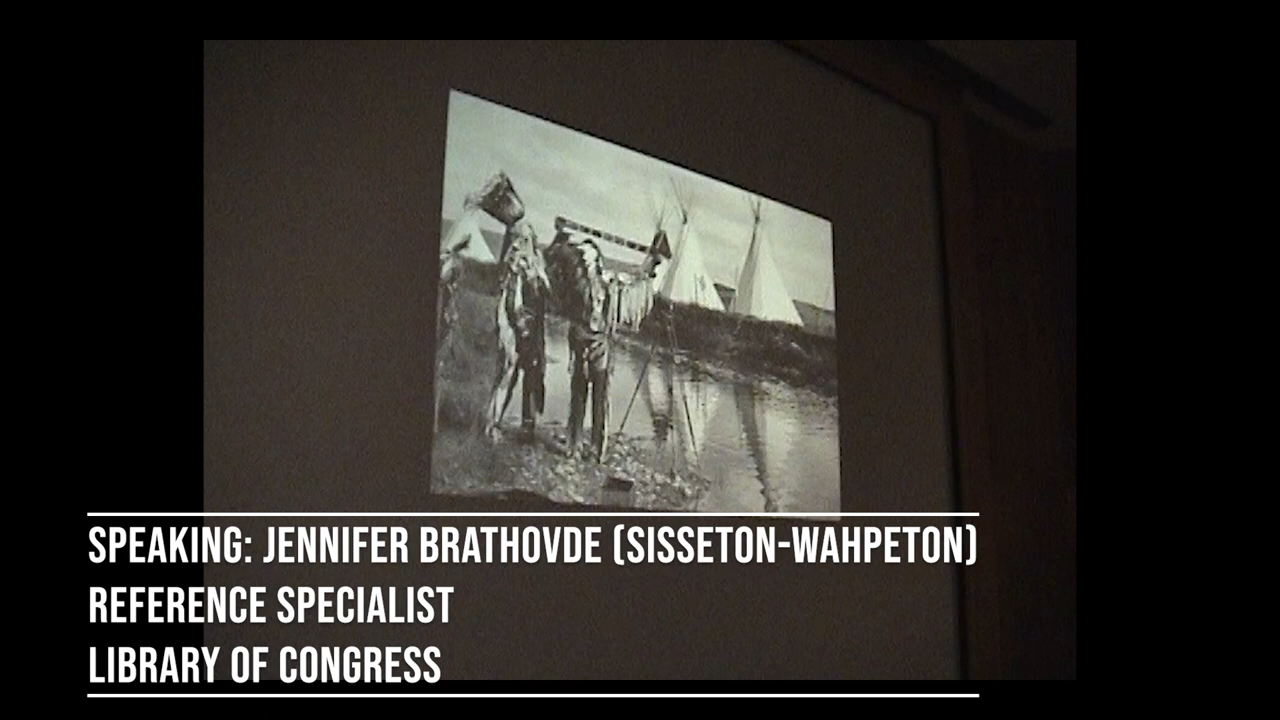 SPEAKING: JENNIFER BRATHOVDE (SISSETON-WAHPETON)
REFERENCE SPECIALIST
LIBRARY OF CONGRESS